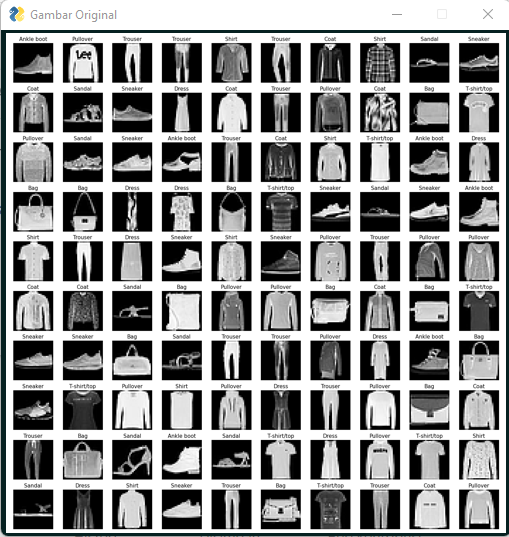 Gambar Original
Ankle boot Pullover Trouser Trouser Shirt Trouser Coat Shirt Sandal Sneaker
Lee
Coat Sandal Sneaker Dress Coat Trouser Pullover Coat Bag T-shirt/top
Pullover Sandal Sneaker Ankle boot Trouser Coat Shirt T-shirt/top Ankle boot Dress
Bag Bag Dress Dress Bag T-shirt/top Sneaker Sandal Sneaker Ankle boot
Shirt Trouser Dress Sneaker Shirt Sneaker Pullover Trouser Pullover Pullover
Coat Coat Sandal Bag Pullover Pullover Bag Coat Bag T-shirt/top
Sneaker Sneaker Bag Sandal Trouser Trouser Pullover Dress Ankle boot Bag
Sneaker T-shirt/top Pullover Shirt Pullover Dress Trouser Pullover Bag Coat
Trouser Bag Sandal Ankle boot Sandal T-shirt/top Dress Pullover T-shirt/top Shirt
Sandal Dress Shirt Sneaker Trouser Bag T-shirt/top Trouser Coat Pullover